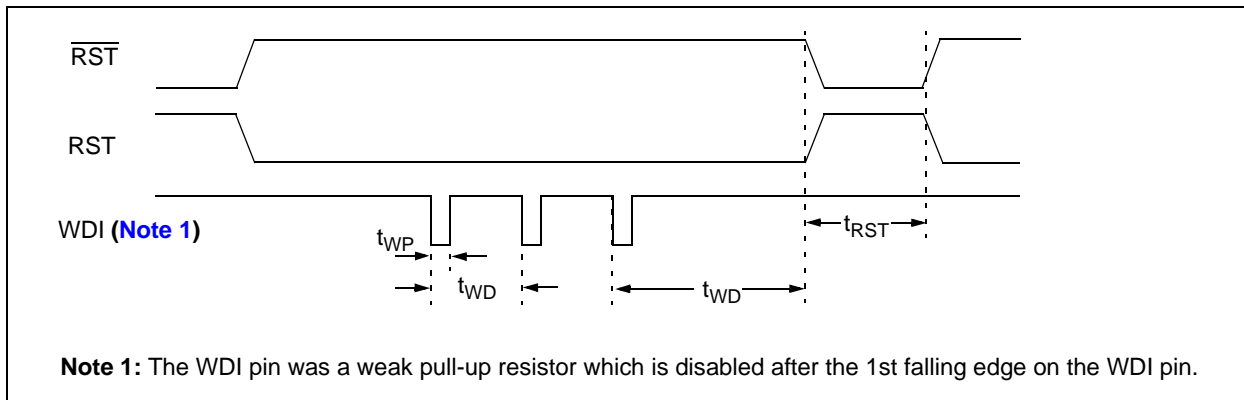 R̅S̅T̅
RST
WDI (Note 1)
tWP
tWD
tWD
tRST
Note 1: The WDI pin was a weak pull-up resistor which is disabled after the 1st falling edge on the WDI pin.